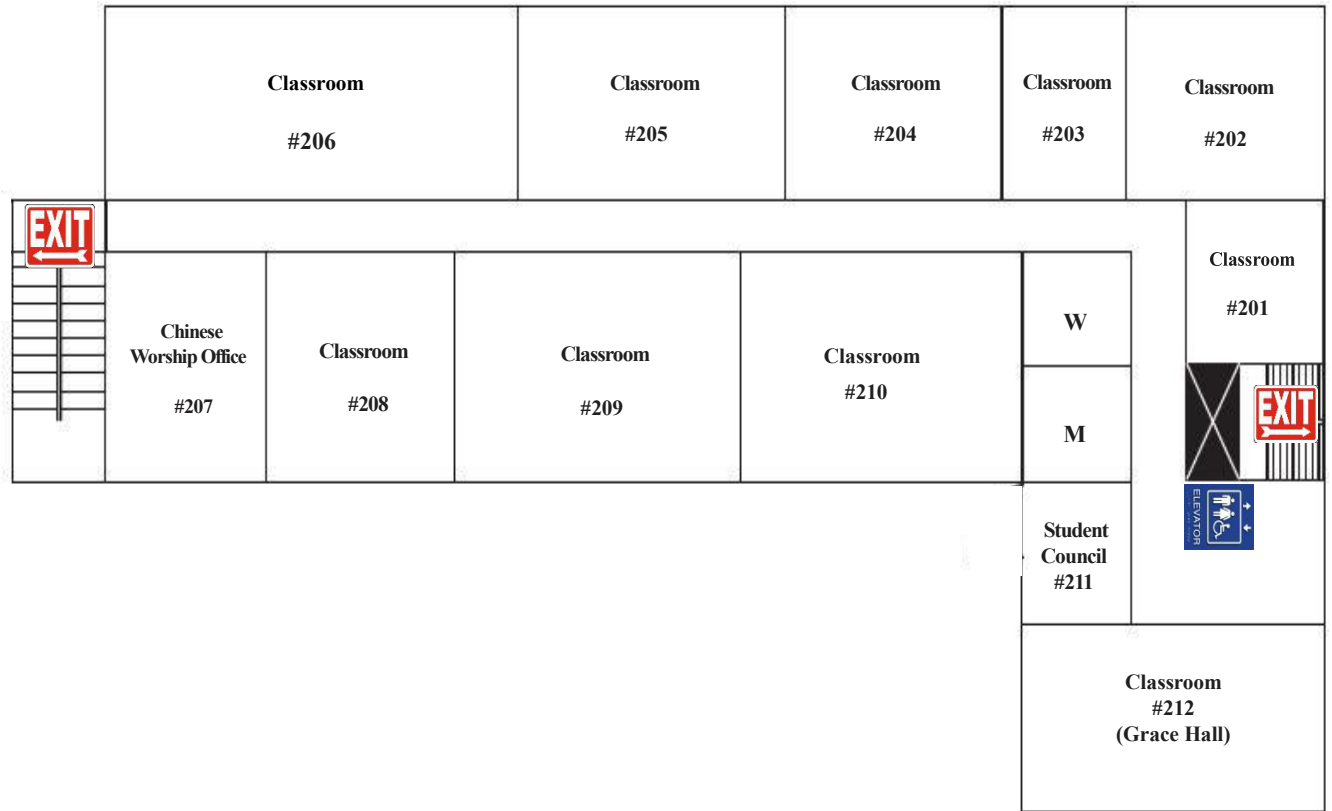 Classroom
#206
Classroom
#205
Classroom
#204
Classroom
#203
Classroom
#202
EXIT
Classroom
#201
Chinese
Worship Office
#207
Classroom
#208
Classroom
#209
Classroom
#210
W
M
EXIT
ELEVATOR
Student
Council
#211
Classroom
#212
(Grace Hall)